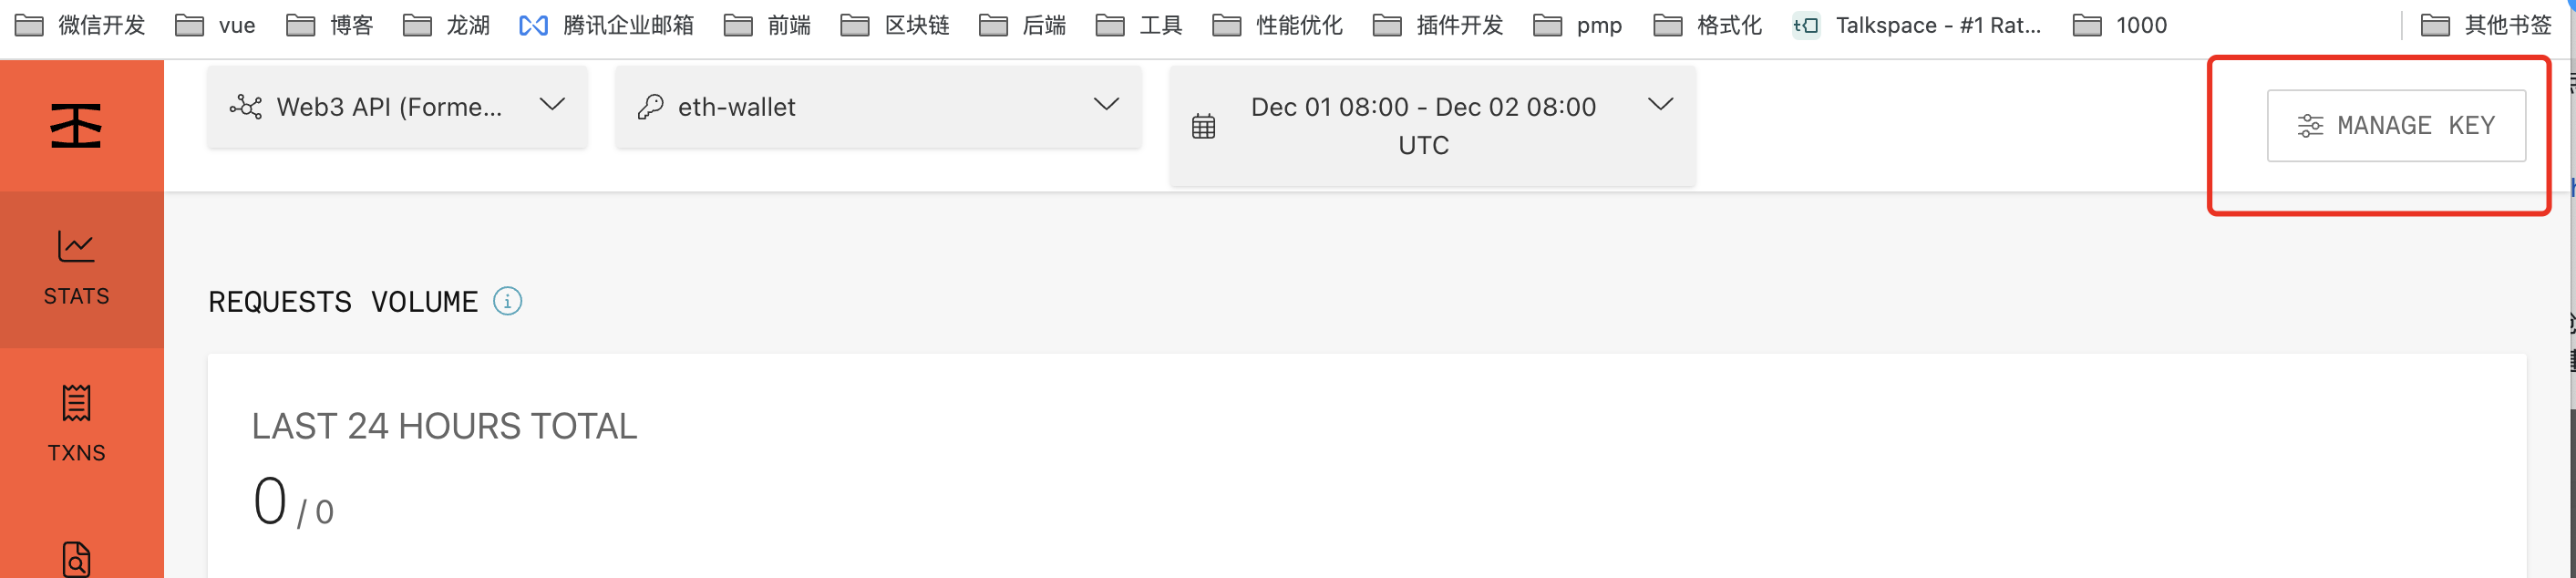 微信开发 vue 博客 龙湖 腾讯企业邮箱 前端 区块链 后端 工具 性能优化 插件开发 pmp 格式化 Talkspace - #1 Rat... 1000 其他书签
Web3 API (Forme... eth-wallet Dec 01 08:00 - Dec 02 08:00
UTC
MANAGE KEY
STATS
REQUESTS VOLUME
TXNS
LAST 24 HOURS TOTAL
0 / 0